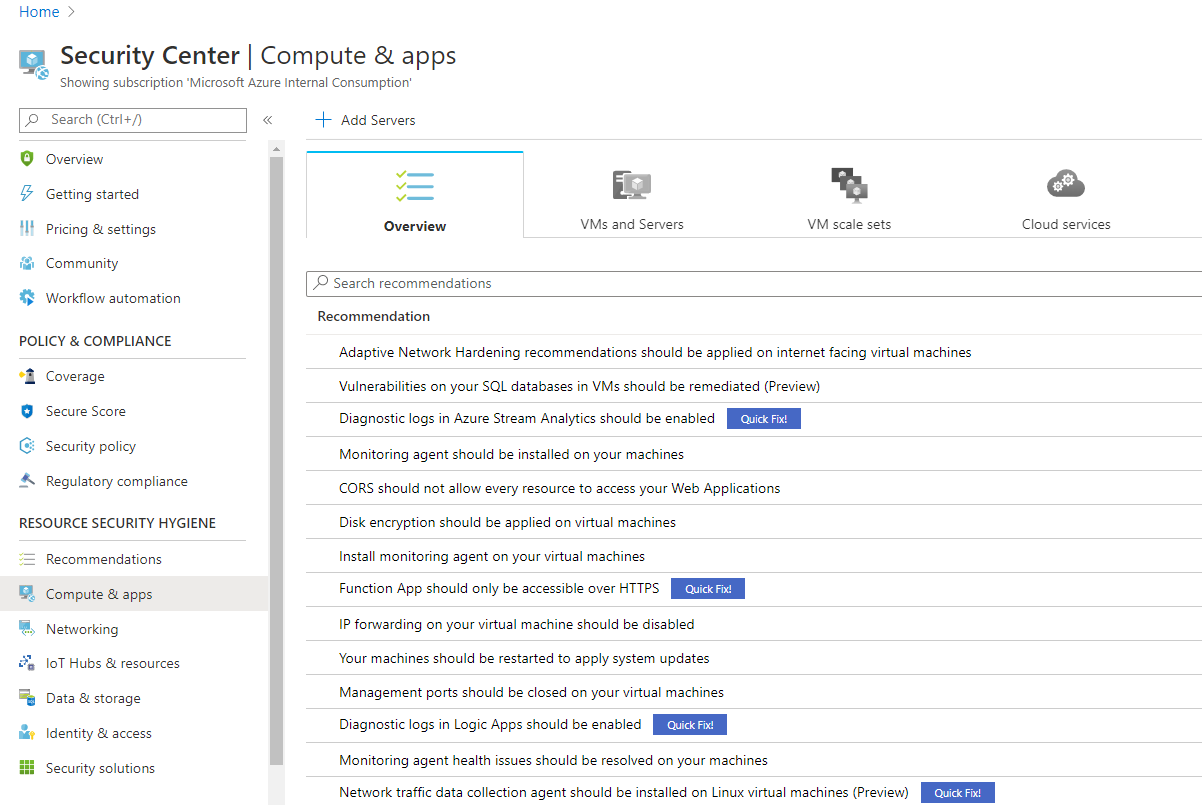 Home >
Security Center | Compute & apps
Showing subscription 'Microsoft Azure Internal Consumption'
Search (Ctrl+/)
«
Overview
Getting started
Pricing & settings
Community
Workflow automation
POLICY & COMPLIANCE
Coverage
Secure Score
Security policy
Regulatory compliance
RESOURCE SECURITY HYGIENE
Recommendations
Compute & apps
Networking
IoT Hubs & resources
Data & storage
Identity & access
Security solutions
+ Add Servers
Overview
VMs and Servers
VM scale sets
Cloud services
Search recommendations
Recommendation
Adaptive Network Hardening recommendations should be applied on internet facing virtual machines
Vulnerabilities on your SQL databases in VMs should be remediated (Preview)
Diagnostic logs in Azure Stream Analytics should be enabled Quick Fix!
Monitoring agent should be installed on your machines
CORS should not allow every resource to access your Web Applications
Disk encryption should be applied on virtual machines
Install monitoring agent on your virtual machines
Function App should only be accessible over HTTPS Quick Fix!
IP forwarding on your virtual machine should be disabled
Your machines should be restarted to apply system updates
Management ports should be closed on your virtual machines
Diagnostic logs in Logic Apps should be enabled Quick Fix!
Monitoring agent health issues should be resolved on your machines
Network traffic data collection agent should be installed on Linux virtual machines (Preview) Quick Fix!